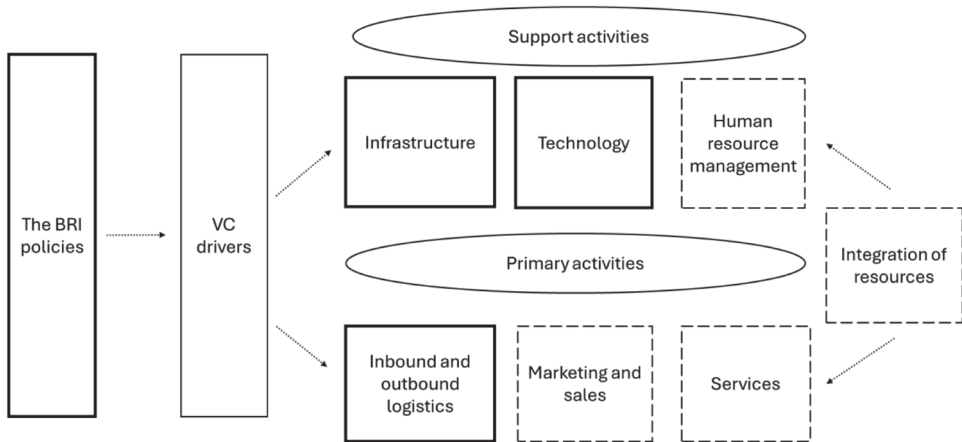 Support activities
Infrastructure
Technology
Human
resource
management
The BRI
policies
VC
drivers
Integration of
resources
Primary activities
Inbound and
outbound
logistics
Marketing and
sales
Services